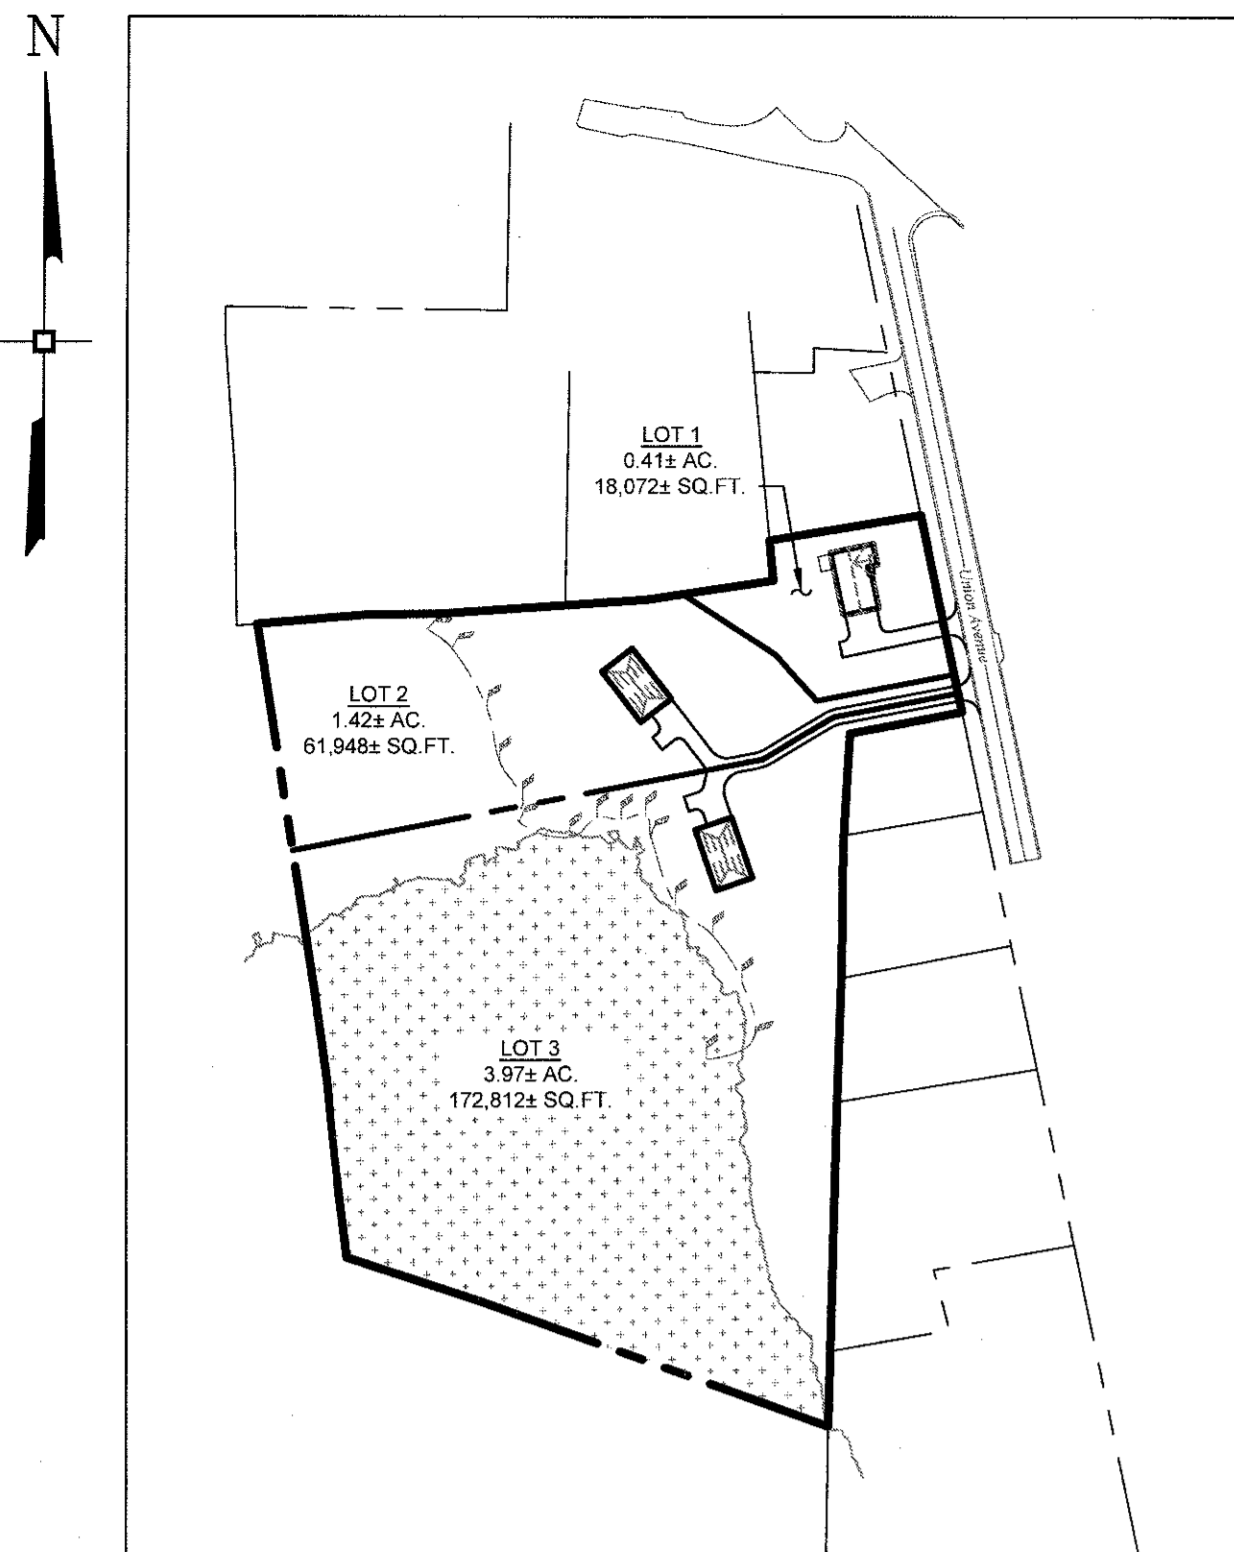 N
LOT 1
0.41± AC.
18,072± SQ.FT.
Union Avenue
LOT 2
1.42± AC.
61,948± SQ.FT.
LOT 3
3.97± AC.
172,812± SQ.FT.